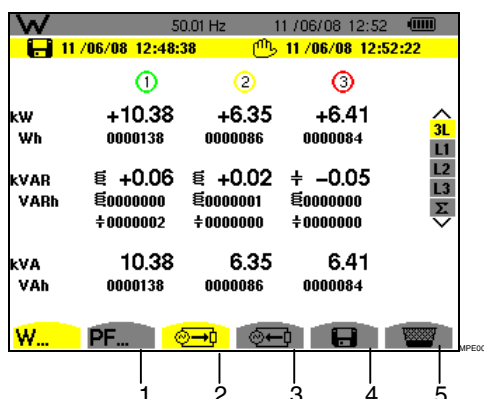 W 50.01 Hz 11 /06/08 12:52
11 /06/08 12:48:38 11 /06/08 12:52:22
1 2 3
kW +10.38 +6.35 +6.41
Wh 0000138 0000086 0000084
3L
L1
L2
L3
Σ
kVAR +0.06 +0.02 −0.05
VARh 0000000 0000001 0000000
0000002 0000000 0000000
kVA 10.38 6.35 6.41
VAh 0000138 0000086 0000084
W... PF...
MPE00
1 2 3 4 5